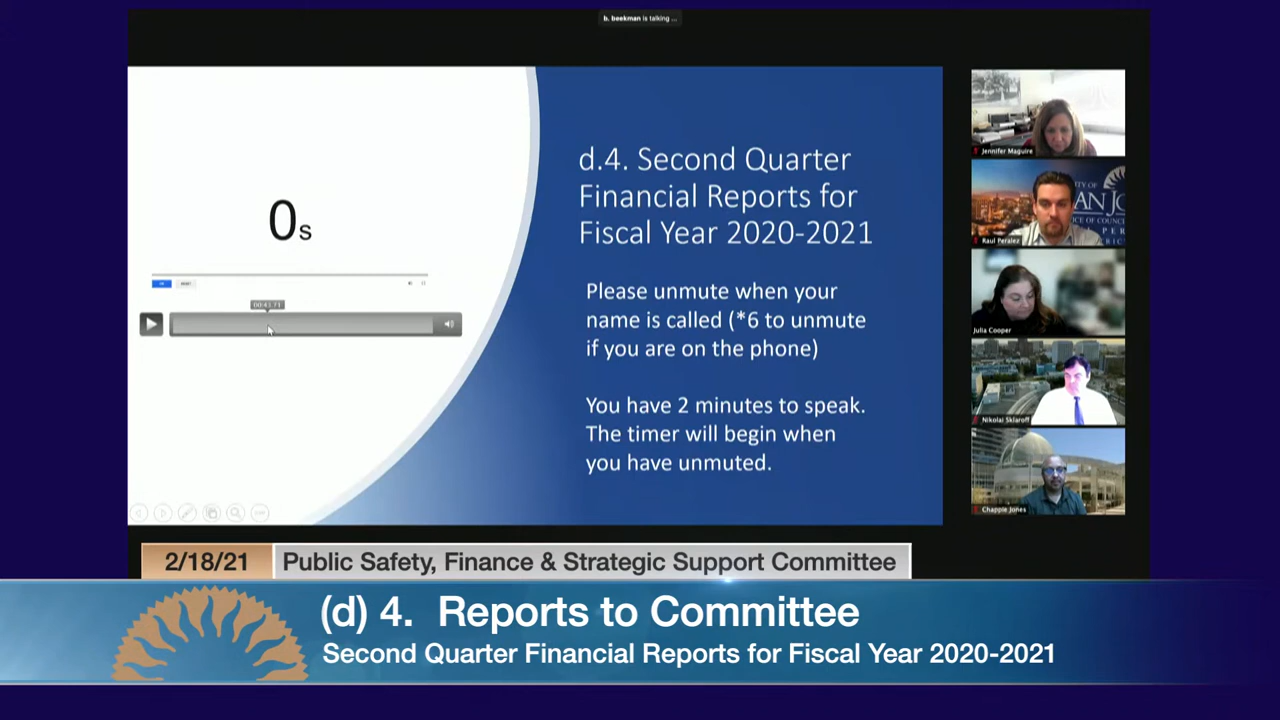 b. beekman is talking ...
d.4. Second Quarter
Financial Reports for
Fiscal Year 2020-2021
0s
00:43.71
Please unmute when your
name is called (*6 to unmute
if you are on the phone)
You have 2 minutes to speak.
The timer will begin when
you have unmuted.
Jennifer Maguire
Raul Peralez
Julia Cooper
Nikolai Sklaroff
Chappie Jones
2/18/21
Public Safety, Finance & Strategic Support Committee
(d) 4. Reports to Committee
Second Quarter Financial Reports for Fiscal Year 2020-2021